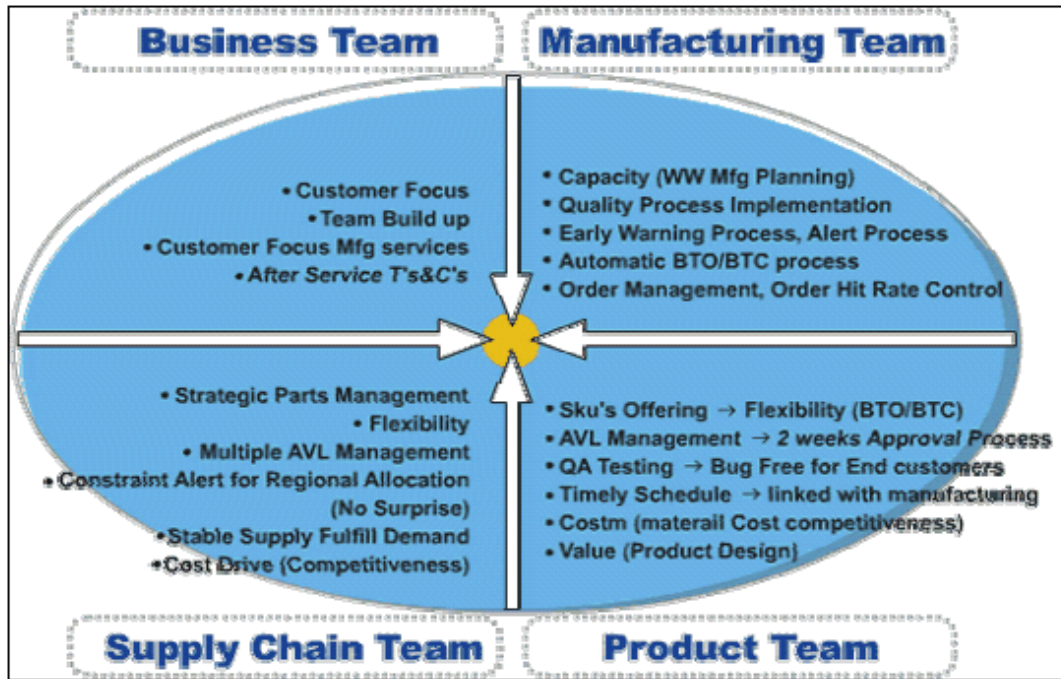 Business Team
Manufacturing Team
• Customer Focus
• Team Build up
• Customer Focus Mfg services
• After Service T's&C's
• Capacity (WW Mfg Planning)
• Quality Process Implementation
• Early Warning Process, Alert Process
• Automatic BTO/BTC process
• Order Management, Order Hit Rate Control
• Strategic Parts Management
• Flexibility
• Multiple AVL Management
• Constraint Alert for Regional Allocation
(No Surprise)
• Stable Supply Fulfill Demand
• Cost Drive (Competitiveness)
• Sku's Offering → Flexibility (BTO/BTC)
• AVL Management → 2 weeks Approval Process
• QA Testing → Bug Free for End customers
• Timely Schedule → linked with manufacturing
• Costm (materail Cost competitiveness)
• Value (Product Design)
Supply Chain Team
Product Team